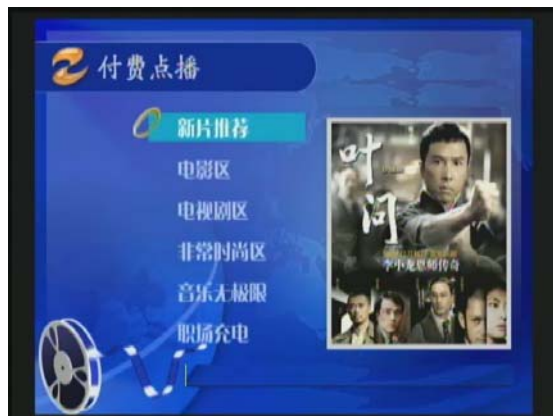 付费点播
新片推荐
电影区
电视剧区
非常时尚区
音乐无极限
职场充电
叶问
李小龙恩师传奇